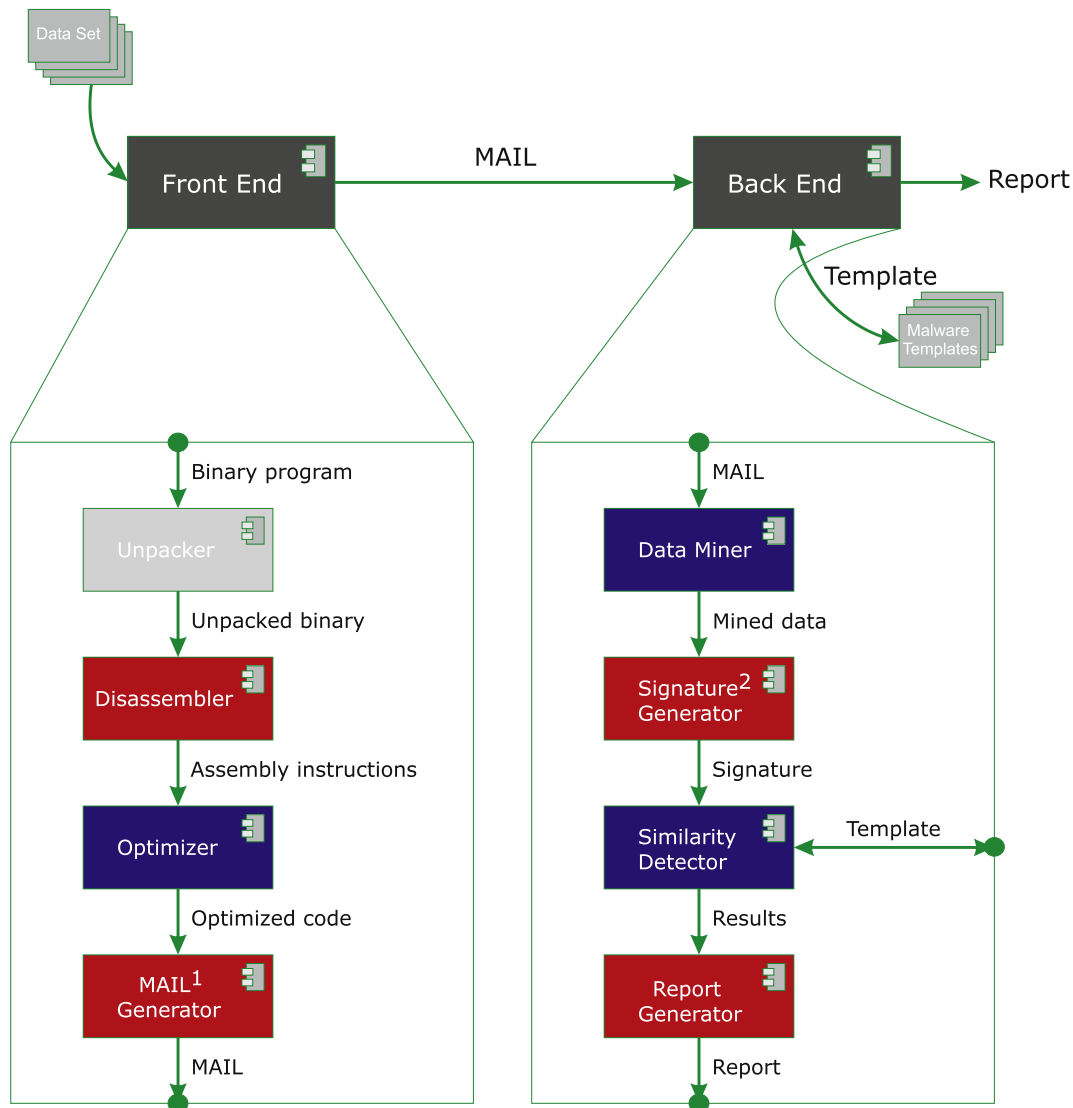 Data Set
Front End
MAIL
Back End
Report
Template
Malware
Templates
Binary program
Unpacker
Unpacked binary
Disassembler
Assembly instructions
Optimizer
Optimized code
MAIL1
Generator
MAIL
MAIL
Data Miner
Mined data
Signature2
Generator
Signature
Similarity
Detector
Template
Results
Report
Generator
Report